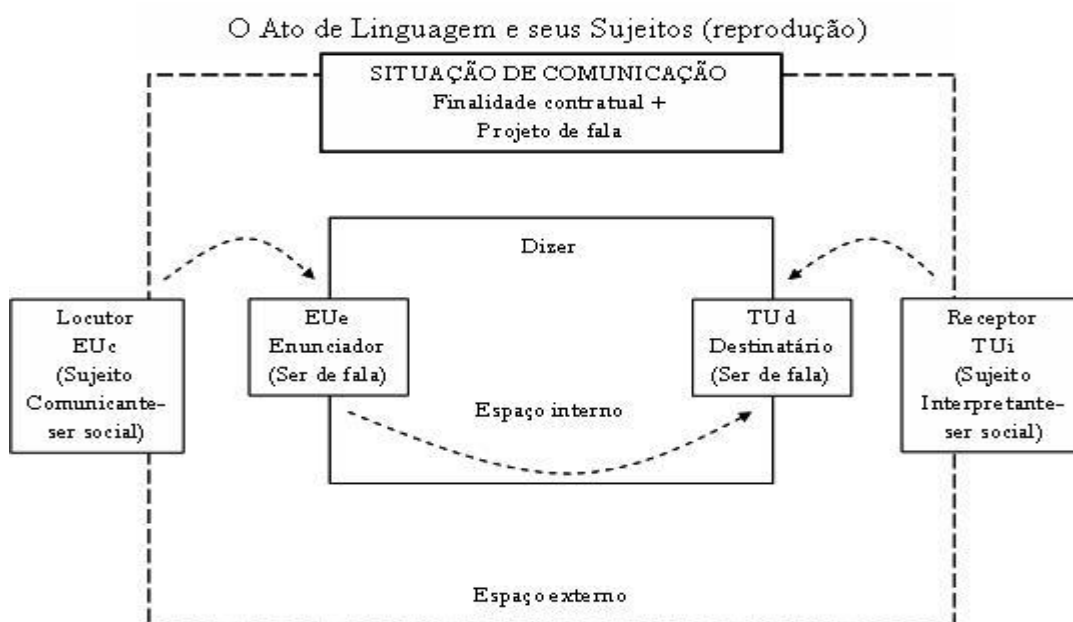 O Ato de Linguagem e seus Sujeitos (reprodução)
SITUAÇÃO DE COMUNICAÇÃO
Finalidade contratual +
Projeto de fala
Dizer
Locutor
EUc
(Sujeito
Comunicante-
ser social)
EUe
Enunciador
(Ser de fala)
TUd
Destinatário
(Ser de fala)
Receptor
TUi
(Sujeito
Interpretante-
ser social)
Espaço interno
Espaço externo